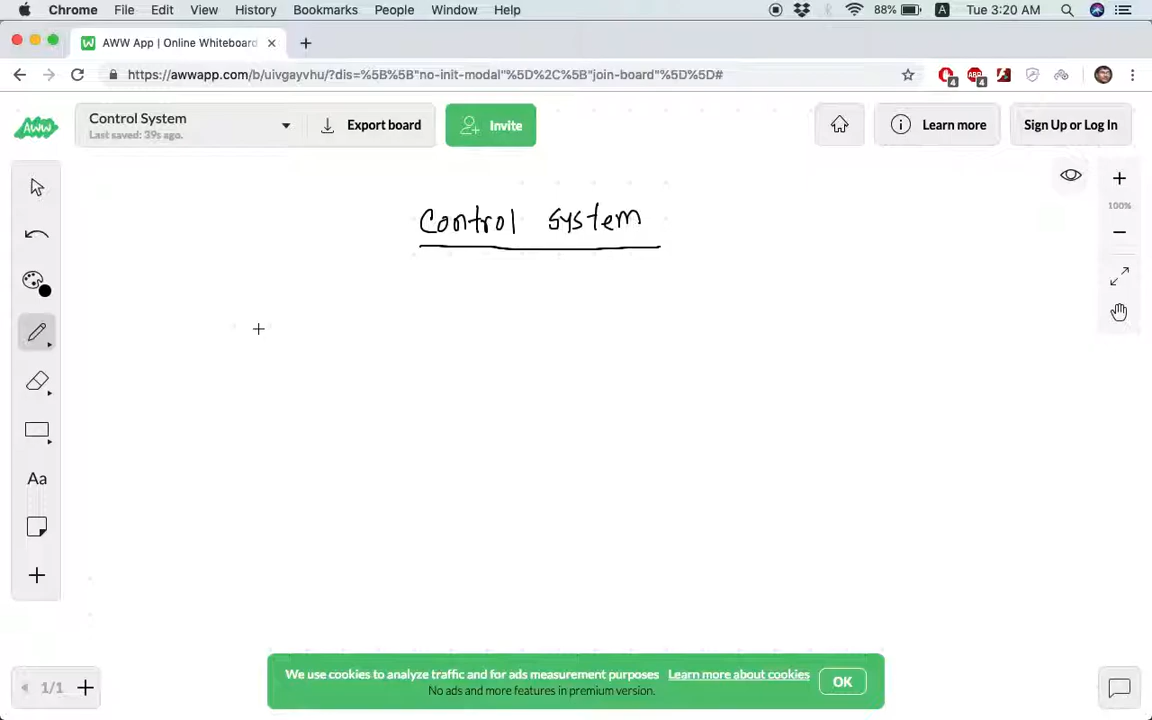 Chrome File Edit View History Bookmarks People Window Help 88% A Tue 3:20 AM
AWW App | Online Whiteboard
https://awwapp.com/b/uivgayvhu/?dis=%5B%5B"no-init-modal"%5D%2C%5B"join-board"%5D%5D#
4 ABP 4
AWW Control System Export board Invite Learn more Sign Up or Log In
Last saved: 39s ago.
100%
Control System
Aa
We use cookies to analyze traffic and for ads measurement purposes Learn more about cookies OK
No ads and more features in premium version.
1/1